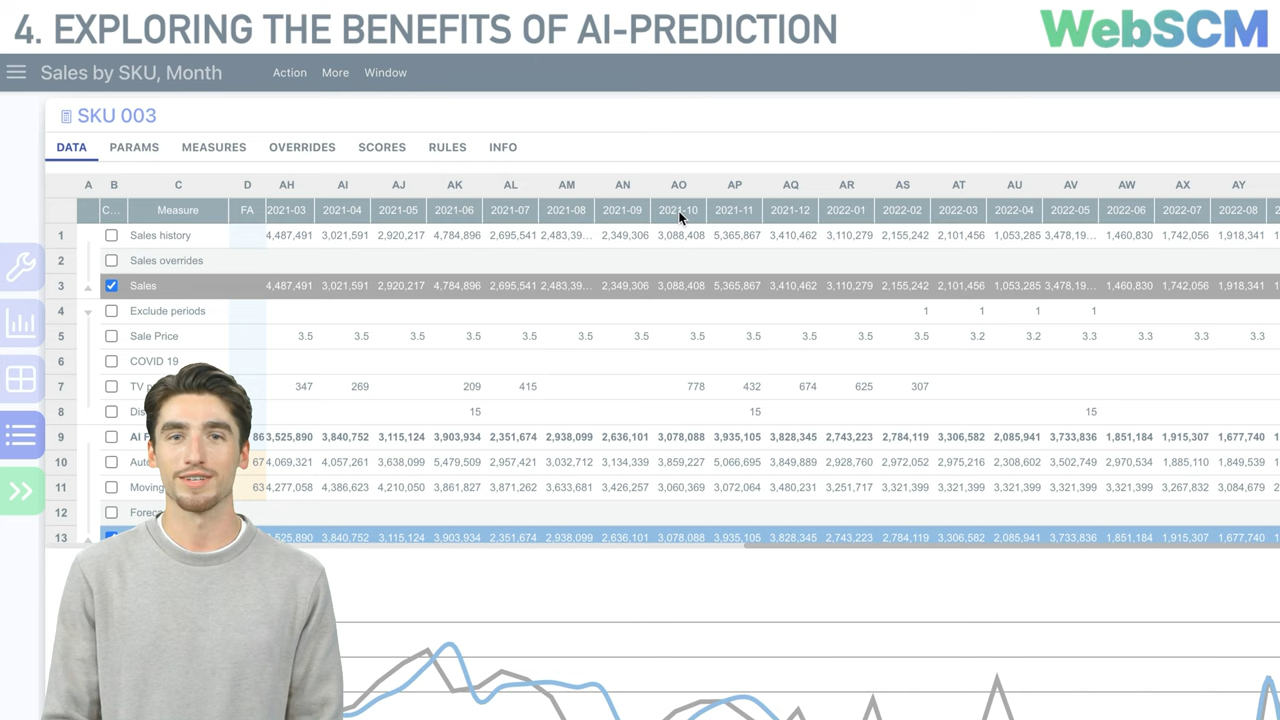 4. EXPLORING THE BENEFITS OF AI-PREDICTION
WebSCM
Sales by SKU, Month Action More Window
SKU 003
DATA PARAMS MEASURES OVERRIDES SCORES RULES INFO
A B C D AH AI AJ AK AL AM AN AO AP AQ AR AS AT AU AV AW AX AY
C... Measure FA 2021-03 2021-04 2021-05 2021-06 2021-07 2021-08 2021-09 2021-10 2021-11 2021-12 2022-01 2022-02 2022-03 2022-04 2022-05 2022-06 2022-07 2022-08
1 Sales history 4,487,491 3,021,591 2,920,217 4,784,896 2,695,541 2,483,39... 2,349,306 3,088,408 5,365,867 3,410,462 3,110,279 2,155,242 2,101,456 1,053,285 3,478,19... 1,460,830 1,742,056 1,918,341
2 Sales overrides
3 Sales 4,487,491 3,021,591 2,920,217 4,784,896 2,695,541 2,483,39... 2,349,306 3,088,408 5,365,867 3,410,462 3,110,279 2,155,242 2,101,456 1,053,285 3,478,19... 1,460,830 1,742,056 1,918,341
4 Exclude periods 1 1 1 1
5 Sale Price 3.5 3.5 3.5 3.5 3.5 3.5 3.5 3.5 3.5 3.5 3.5 3.5 3.2 3.2 3.3 3.3 3.3 3.3
6 COVID 19
7 TV 347 269 209 415 778 432 674 625 307
8 15 15 15
9 AI 86 3,525,890 3,840,752 3,115,124 3,903,934 2,351,674 2,938,099 2,636,101 3,078,088 3,935,105 3,828,345 2,743,223 2,784,119 3,306,582 2,085,941 3,733,836 1,851,184 1,915,307 1,677,740
10 67 4,069,321 4,057,261 3,638,099 5,479,509 2,957,421 3,032,712 3,134,339 3,859,227 5,066,695 3,849,889 2,928,760 2,972,052 2,975,216 2,308,602 3,502,749 2,970,534 1,885,110 1,849,539
11 Moving 63 4,277,058 4,386,623 4,210,050 3,861,827 3,871,262 3,633,681 3,426,257 3,060,369 3,072,064 3,480,231 3,251,717 3,321,399 3,321,399 3,321,399 3,321,399 3,321,399 3,267,832 3,084,679
12
13 3,525,890 3,840,752 3,115,124 3,903,934 2,351,674 2,938,099 2,636,101 3,078,088 3,935,105 3,828,345 2,743,223 2,784,119 3,306,582 2,085,941 3,733,836 1,851,184 1,915,307 1,677,740